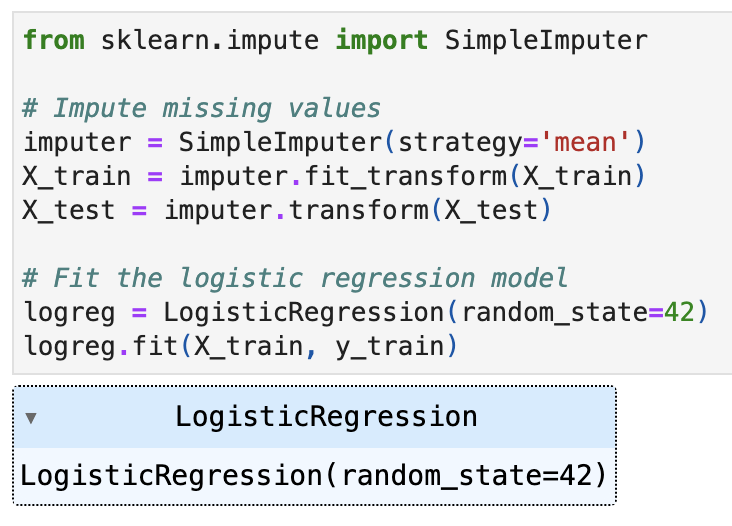 from sklearn.impute import SimpleImputer
# Impute missing values
imputer = SimpleImputer(strategy='mean')
X_train = imputer.fit_transform(X_train)
X_test = imputer.transform(X_test)
# Fit the logistic regression model
logreg = LogisticRegression(random_state=42)
logreg.fit(X_train, y_train)
▼ LogisticRegression
LogisticRegression(random_state=42)